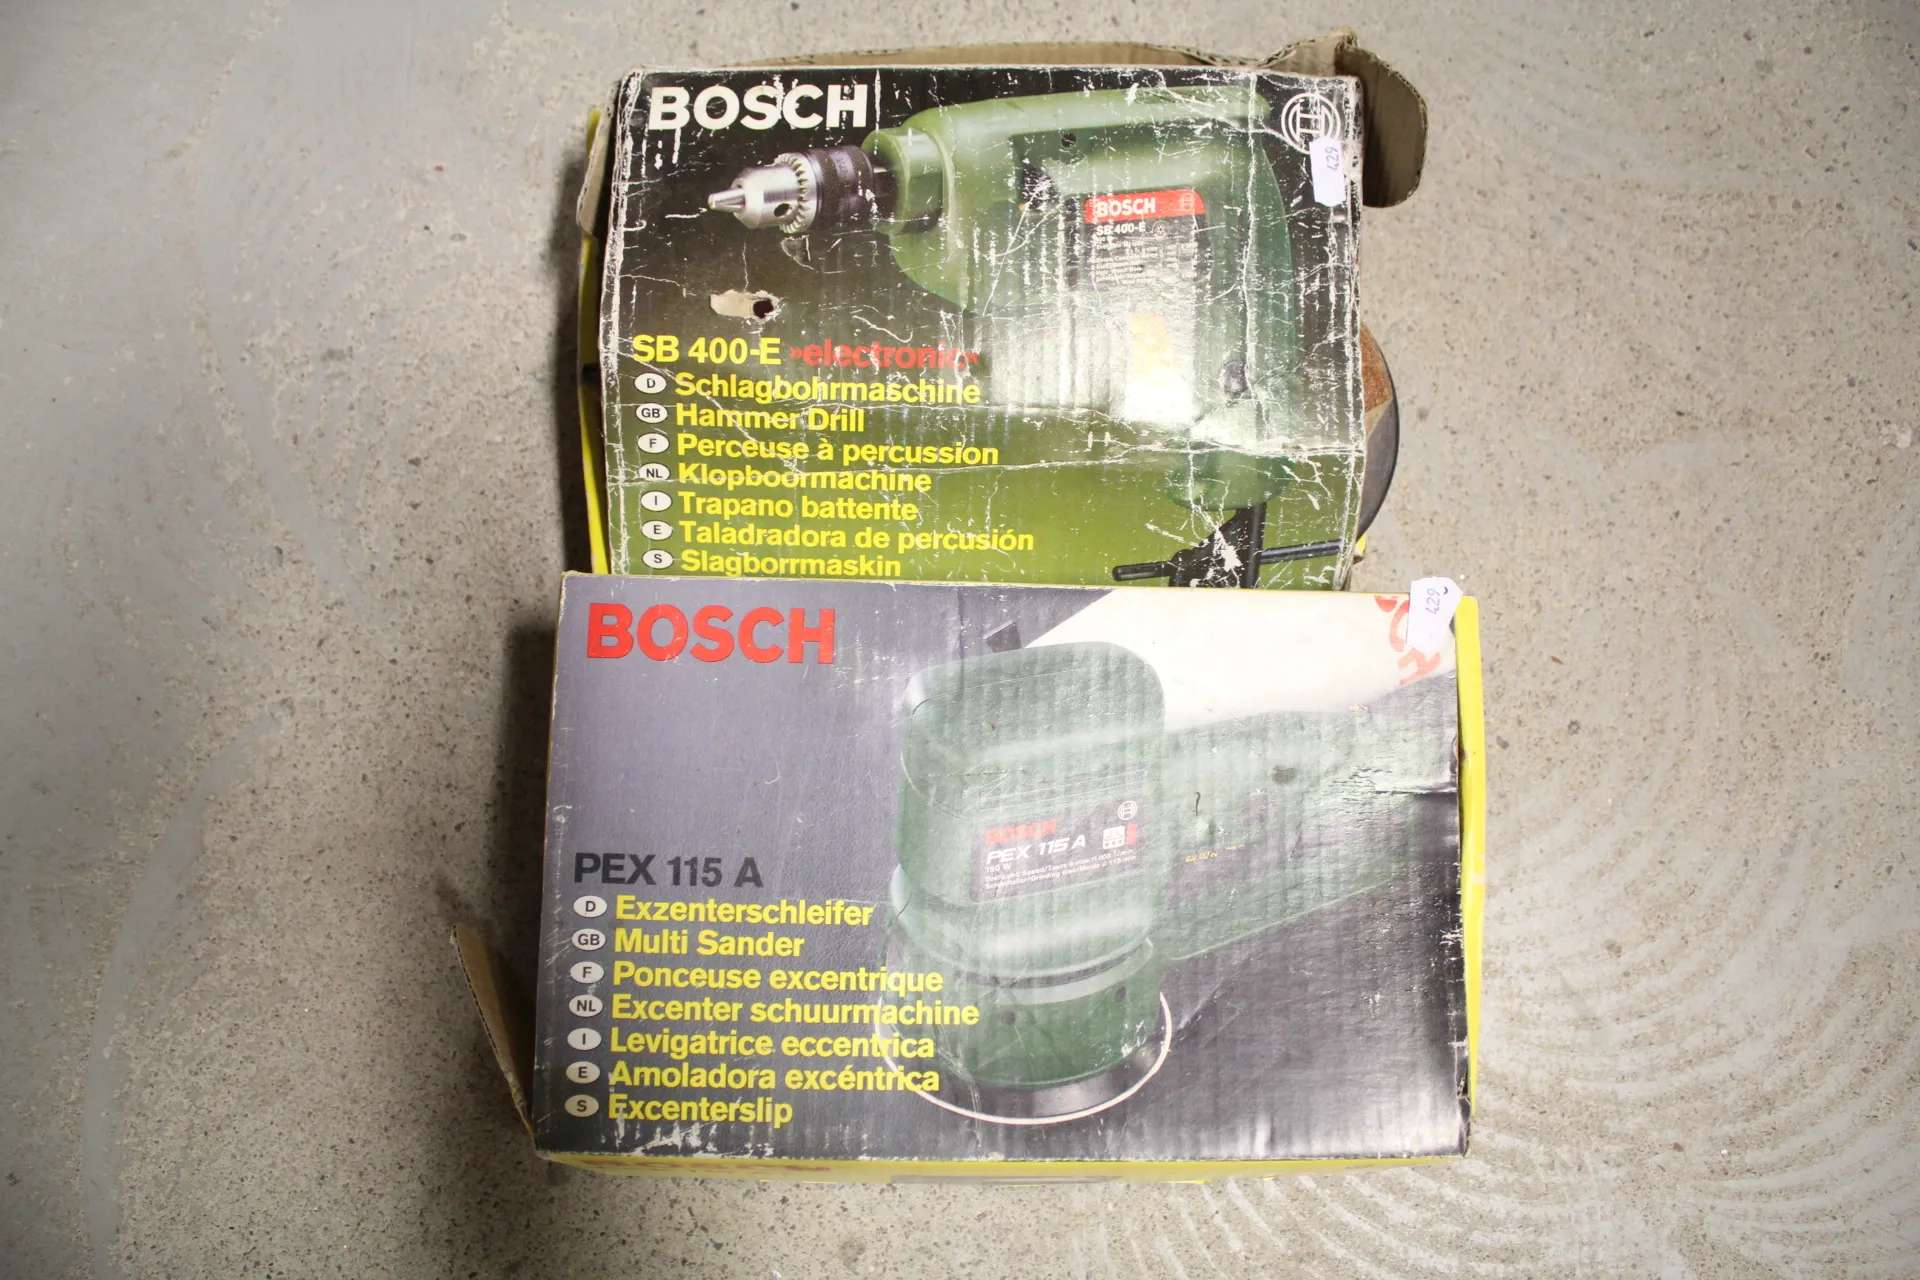 BOSCH
429
BOSCH
SB 400-E
SB 400-E »electronic«
D Schlagbohrmaschine
GB Hammer Drill
F Perceuse à percussion
NL Klopboormachine
I Trapano battente
E Taladradora de percusión
S Slagborrmaskin
BOSCH
429
BOSCH
PEX 115 A
190 W
PEX 115 A
D Exzenterschleifer
GB Multi Sander
F Ponceuse excentrique
NL Excenter schuurmachine
I Levigatrice eccentrica
E Amoladora excéntrica
S Excenterslip